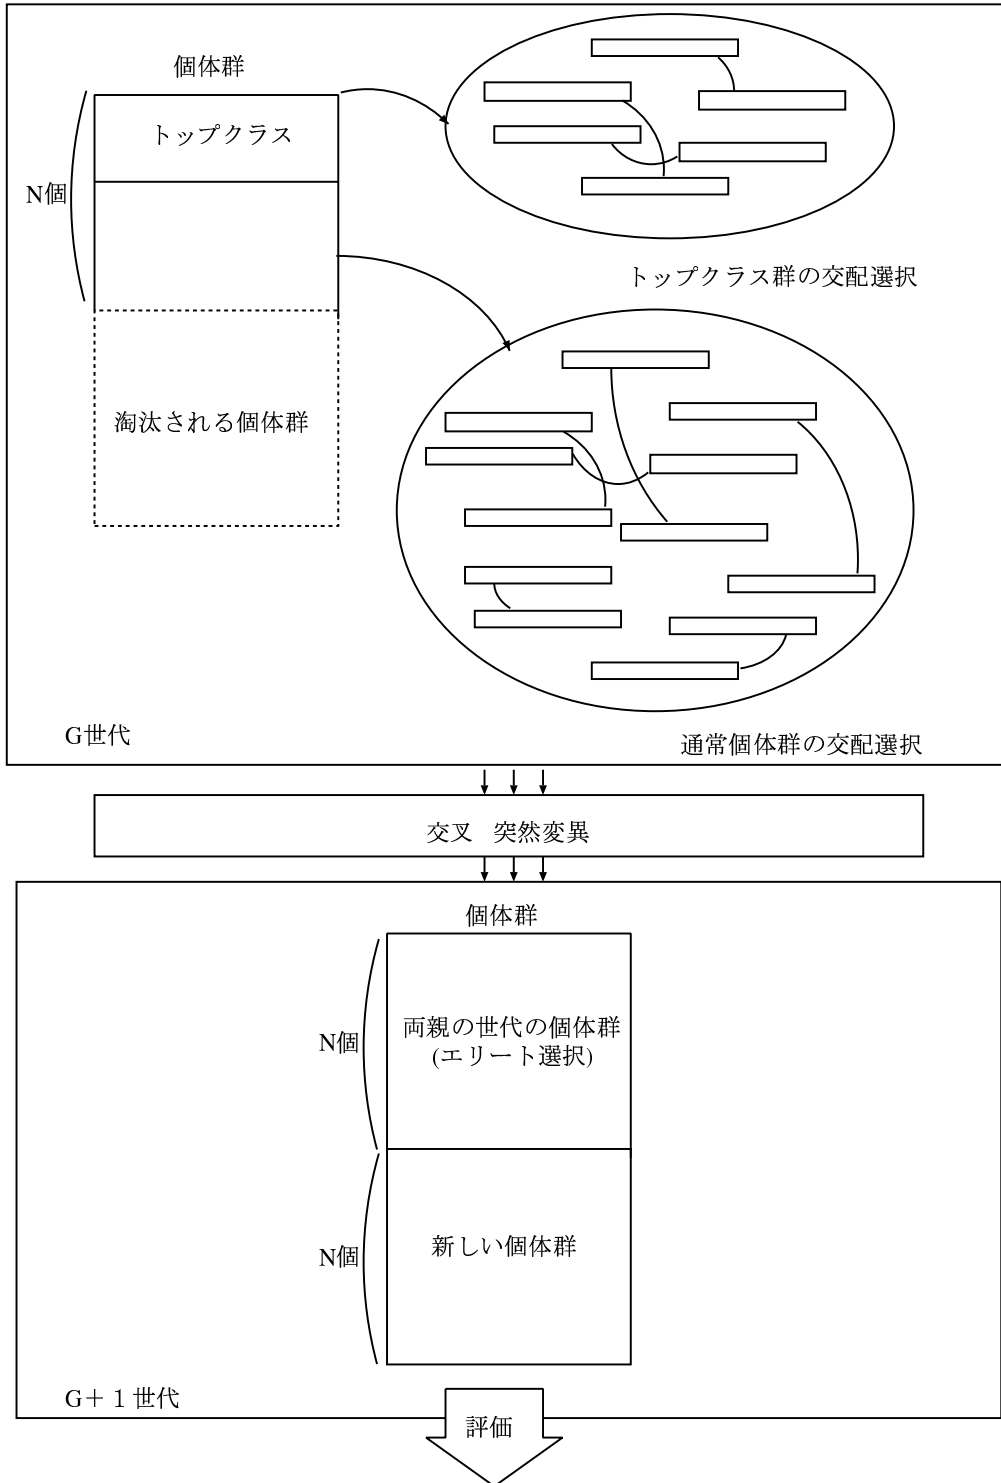 個体群
トップクラス
N個
トップクラス群の交配選択
淘汰される個体群
G世代
通常個体群の交配選択
交叉　突然変異
個体群
N個
両親の世代の個体群
(エリート選択)
N個
新しい個体群
G＋１世代
評価